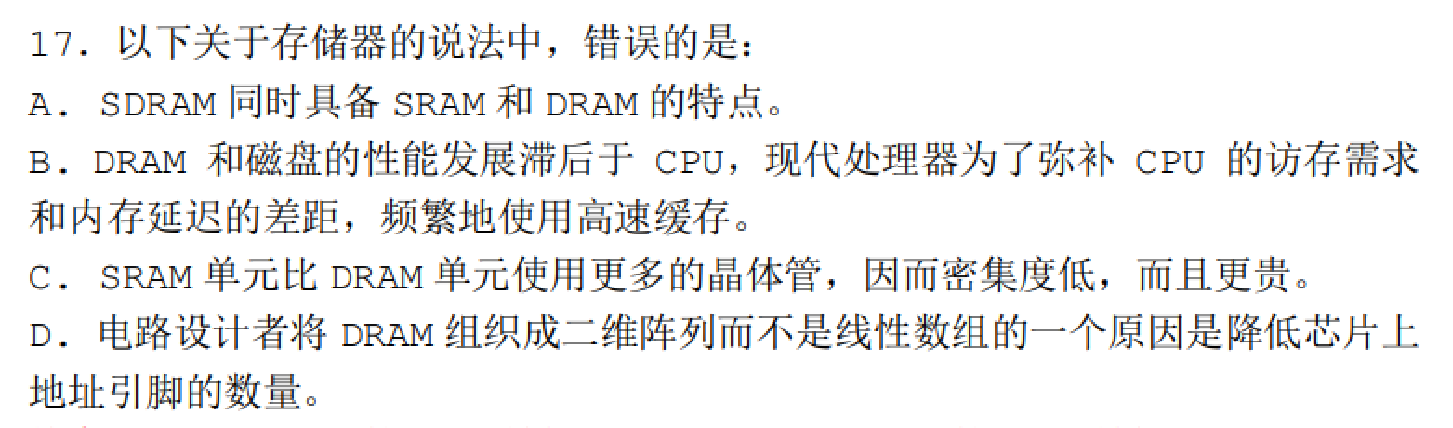 17. 以下关于存储器的说法中，错误的是：
A. SDRAM 同时具备 SRAM 和 DRAM 的特点。
B. DRAM 和磁盘的性能发展滞后于 CPU，现代处理器为了弥补 CPU 的访存需求
和内存延迟的差距，频繁地使用高速缓存。
C. SRAM 单元比 DRAM 单元使用更多的晶体管，因而密集度低，而且更贵。
D. 电路设计者将 DRAM 组织成二维阵列而不是线性数组的一个原因是降低芯片上
地址引脚的数量。